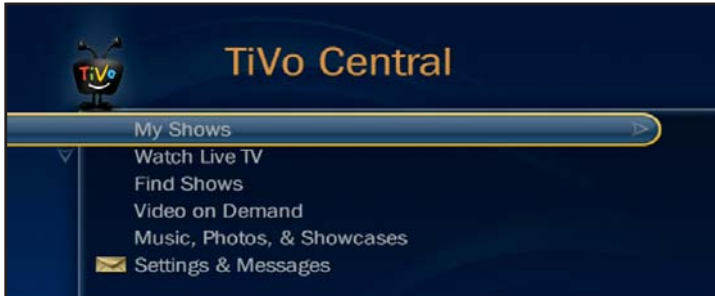 TiVo
TiVo Central
My Shows
Watch Live TV
Find Shows
Video on Demand
Music, Photos, & Showcases
Settings & Messages